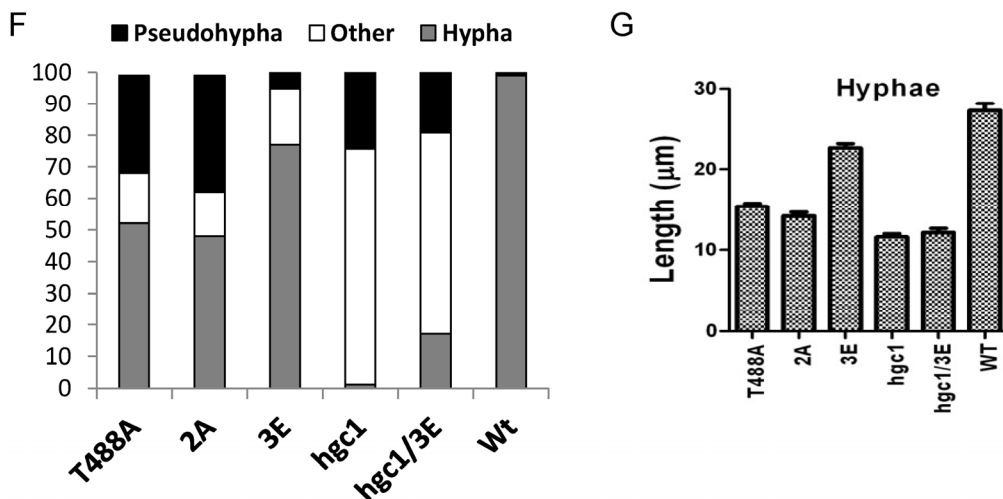 F
Pseudohypha Other Hypha
100
90
80
70
60
50
40
30
20
10
0
T488A 2A 3E hgc1 hgc1/3E Wt
G
Hyphae
Length (μm)
30
20
10
0
T488A 2A 3E hgc1 hgc1/3E WT